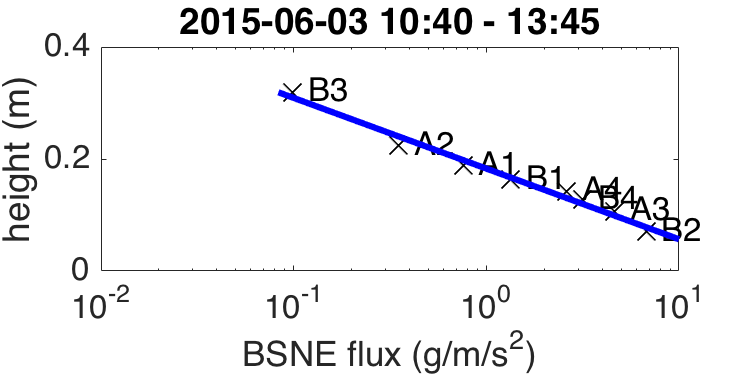 2015-06-03 10:40 - 13:45
0.4
0.2
0
height (m)
B3
A2
A1
B1
A4
B4
A3
B2
10^-2
10^-1
10^0
10^1
BSNE flux (g/m/s^2)